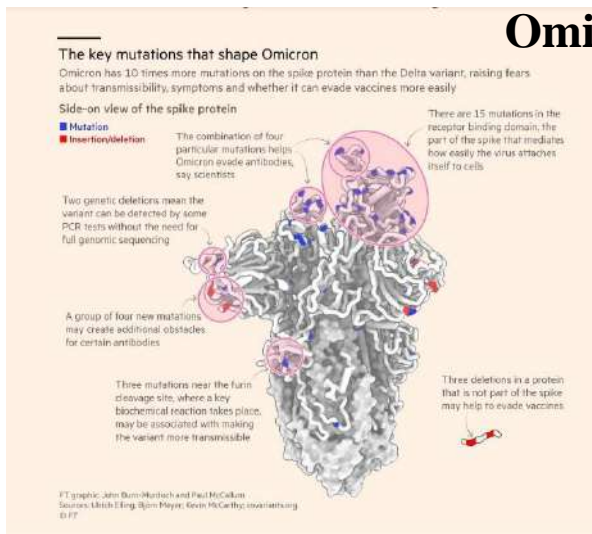 Omi
The key mutations that shape Omicron
Omicron has 10 times more mutations on the spike protein than the Delta variant, raising fears
about transmissibility, symptoms and whether it can evade vaccines more easily
Side-on view of the spike protein
Mutation
Insertion/deletion
The combination of four
particular mutations helps
Omicron evade antibodies,
say scientists
There are 15 mutations in the
receptor binding domain, the
part of the spike that mediates
how easily the virus attaches
itself to cells
Two genetic deletions mean the
variant can be detected by some
PCR tests without the need for
full genomic sequencing
A group of four new mutations
may create additional obstacles
for certain antibodies
Three mutations near the furin
cleavage site, where a key
biochemical reaction takes place,
may be associated with making
the variant more transmissible
Three deletions in a protein
that is not part of the spike
may help to evade vaccines
FT graphic: John Burn-Murdoch and Paul McCallum
Sources: Ulrich Elling; Bjorn Meyer; Kevin McCarthy; covariants.org
© FT